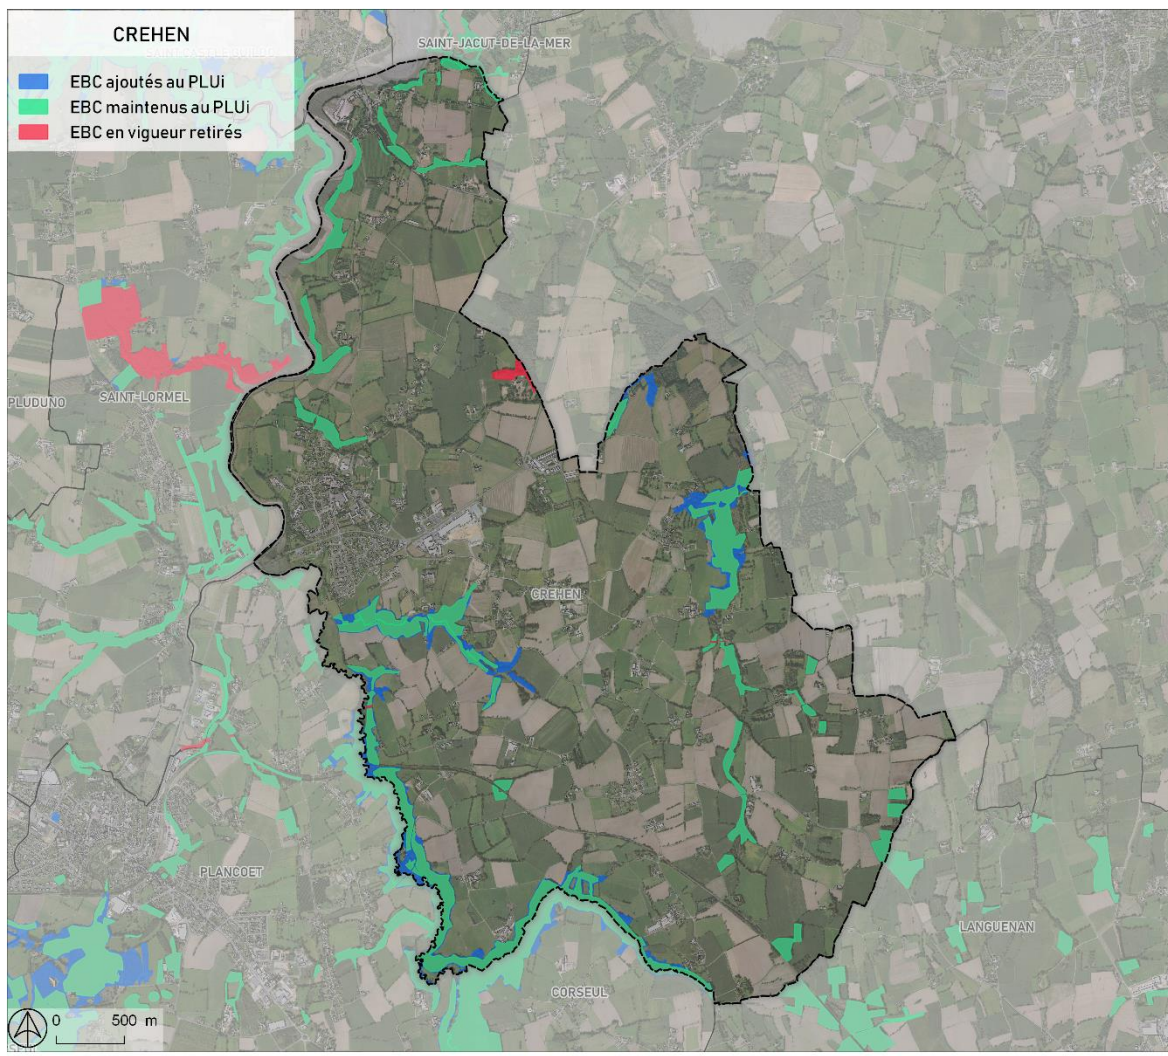 CREHEN
EBC ajoutés au PLUi
EBC maintenus au PLUi
EBC en vigueur retirés
SAINT-JACUT-DE-LA-MER
PLUDUNO
SAINT-LORMEL
CREHEN
PLANCOET
LANGUENAN
CORSEUL
0 500 m